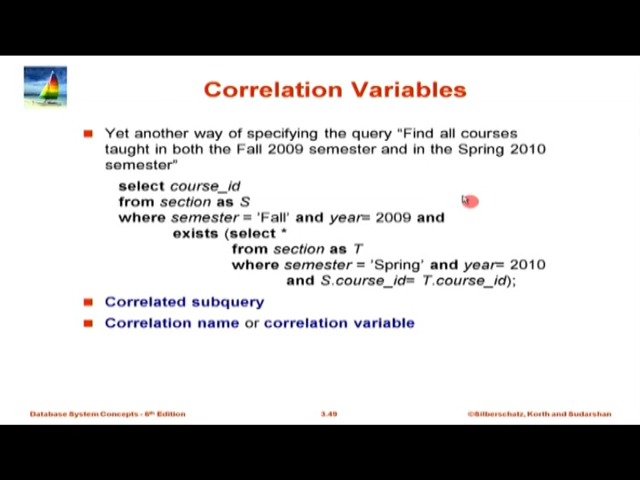 Correlation Variables
Yet another way of specifying the query "Find all courses
taught in both the Fall 2009 semester and in the Spring 2010
semester"
select course_id
from section as S
where semester = 'Fall' and year= 2009 and
exists (select *
from section as T
where semester = 'Spring' and year= 2010
and S.course_id= T.course_id);
Correlated subquery
Correlation name or correlation variable
Database System Concepts - 6th Edition
3.49
©Silberschatz, Korth and Sudarshan